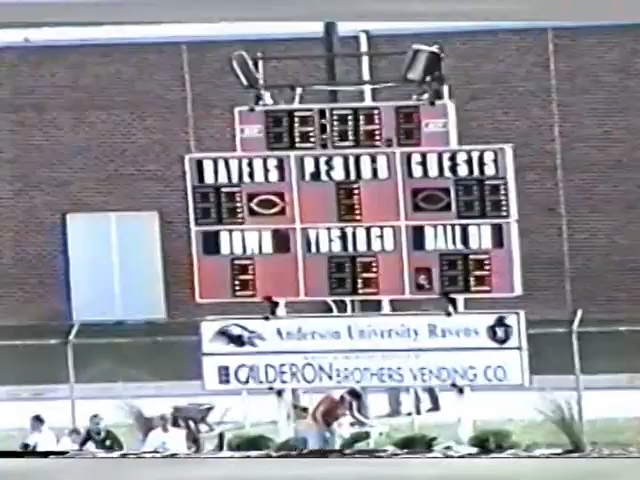 RAVENS PERIOD GUESTS
DOWN YDS TO GO BALL ON
Anderson University Ravens
CALDERON BROTHERS VENDING CO.